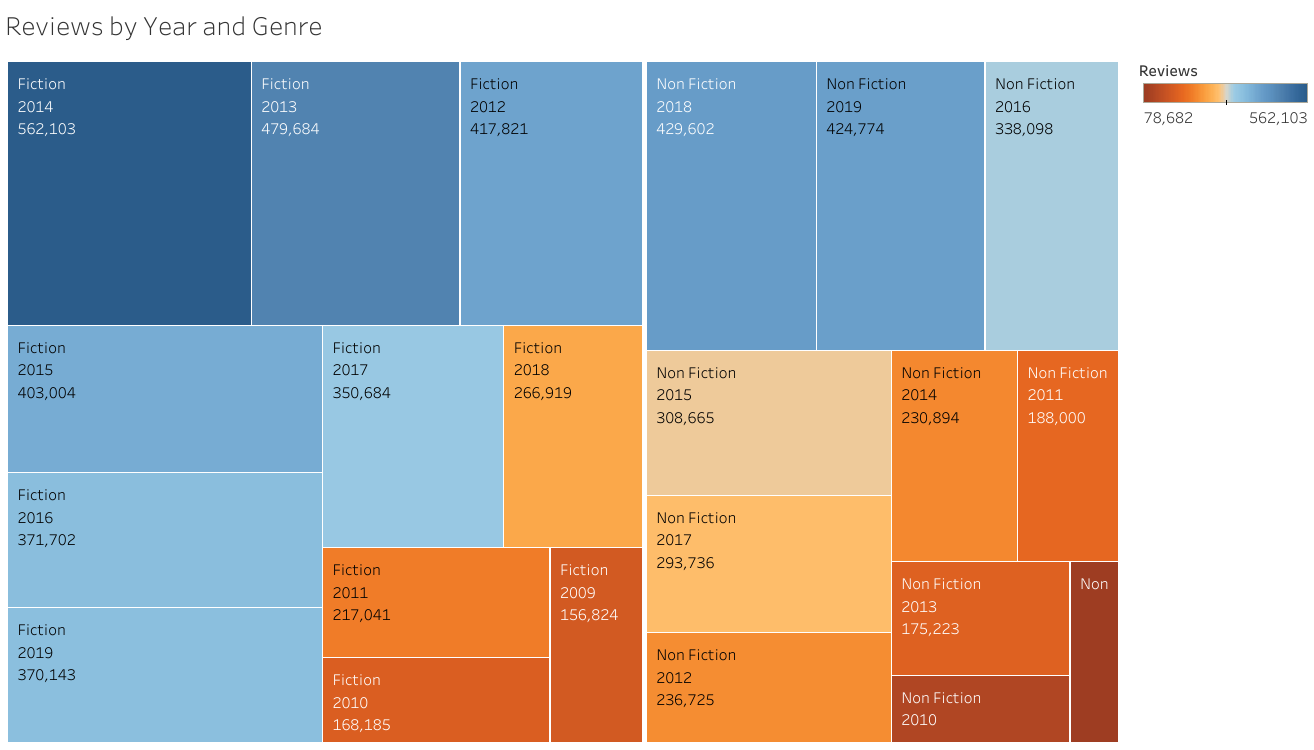 Reviews by Year and Genre
Fiction
2014
562,103
Fiction
2013
479,684
Fiction
2012
417,821
Fiction
2015
403,004
Fiction
2017
350,684
Fiction
2018
266,919
Fiction
2016
371,702
Fiction
2019
370,143
Fiction
2011
217,041
Fiction
2009
156,824
Fiction
2010
168,185
Non Fiction
2018
429,602
Non Fiction
2019
424,774
Non Fiction
2016
338,098
Non Fiction
2015
308,665
Non Fiction
2014
230,894
Non Fiction
2011
188,000
Non Fiction
2017
293,736
Non Fiction
2012
236,725
Non Fiction
2013
175,223
Non
Non Fiction
2010
Reviews
78,682 562,103